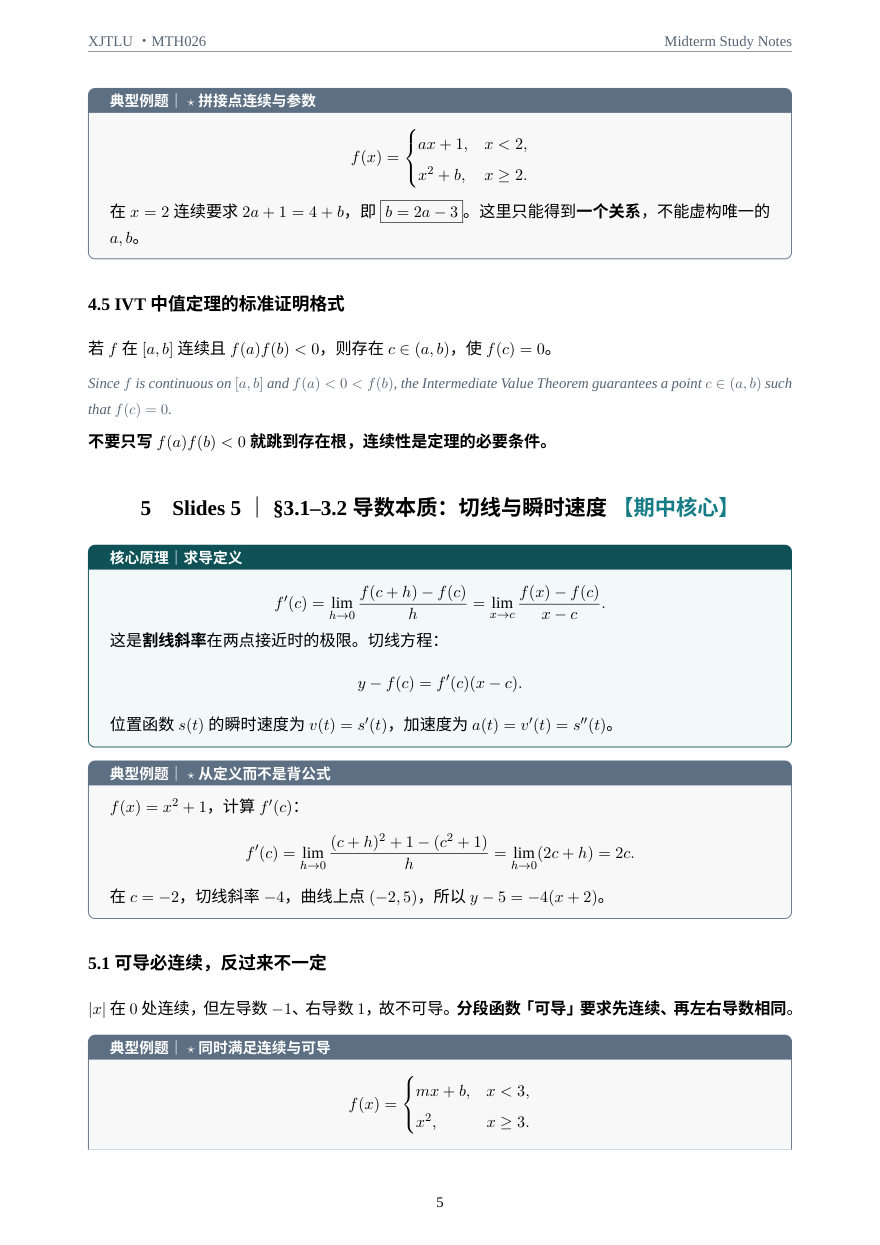 XJTLU ・MTH026 Midterm Study Notes
典型例题｜ ⋆ 拼接点连续与参数
f(x) = { ax + 1, x < 2,
x² + b, x ≥ 2.
在 x = 2 连续要求 2a + 1 = 4 + b，即 b = 2a − 3。这里只能得到一个关系，不能虚构唯一的
a, b。
4.5 IVT 中值定理的标准证明格式
若 f 在 [a, b] 连续且 f(a)f(b) < 0，则存在 c ∈ (a, b)，使 f(c) = 0。
Since f is continuous on [a, b] and f(a) < 0 < f(b), the Intermediate Value Theorem guarantees a point c ∈ (a, b) such
that f(c) = 0.
不要只写 f(a)f(b) < 0 就跳到存在根，连续性是定理的必要条件。
5 Slides 5｜§3.1–3.2 导数本质：切线与瞬时速度 【期中核心】
核心原理｜求导定义
f′(c) = lim_{h→0} (f(c + h) − f(c))/h = lim_{x→c} (f(x) − f(c))/(x − c).
这是割线斜率在两点接近时的极限。切线方程：
y − f(c) = f′(c)(x − c).
位置函数 s(t) 的瞬时速度为 v(t) = s′(t)，加速度为 a(t) = v′(t) = s″(t)。
典型例题｜ ⋆ 从定义而不是背公式
f(x) = x² + 1，计算 f′(c)：
f′(c) = lim_{h→0} ((c + h)² + 1 − (c² + 1))/h = lim_{h→0}(2c + h) = 2c.
在 c = −2，切线斜率 −4，曲线上点 (−2, 5)，所以 y − 5 = −4(x + 2)。
5.1 可导必连续，反过来不一定
|x| 在 0 处连续，但左导数 −1、右导数 1，故不可导。分段函数「可导」要求先连续、再左右导数相同。
典型例题｜ ⋆ 同时满足连续与可导
f(x) = { mx + b, x < 3,
x², x ≥ 3.
5